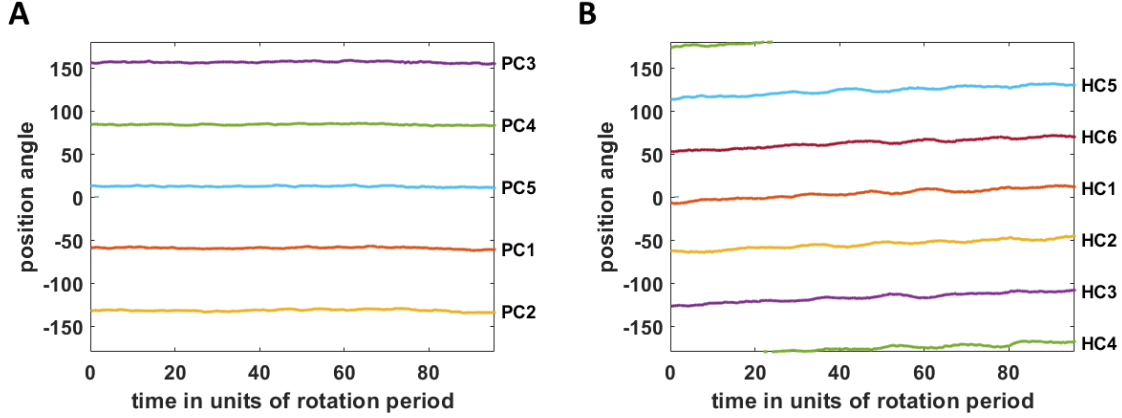 A
B
position angle
150
100
50
0
-50
-100
-150
PC3
PC4
PC5
PC1
PC2
0
20
40
60
80
time in units of rotation period
position angle
150
100
50
0
-50
-100
-150
HC5
HC6
HC1
HC2
HC3
HC4
0
20
40
60
80
time in units of rotation period